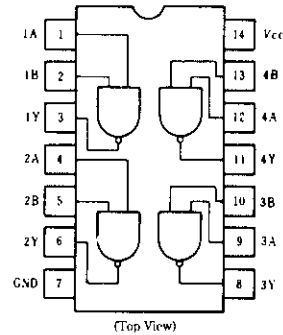 1A 1 14 Vcc
1B 2 13 4B
1Y 3 12 4A
2A 4 11 4Y
2B 5 10 3B
2Y 6 9 3A
GND 7 8 3Y
(Top View)